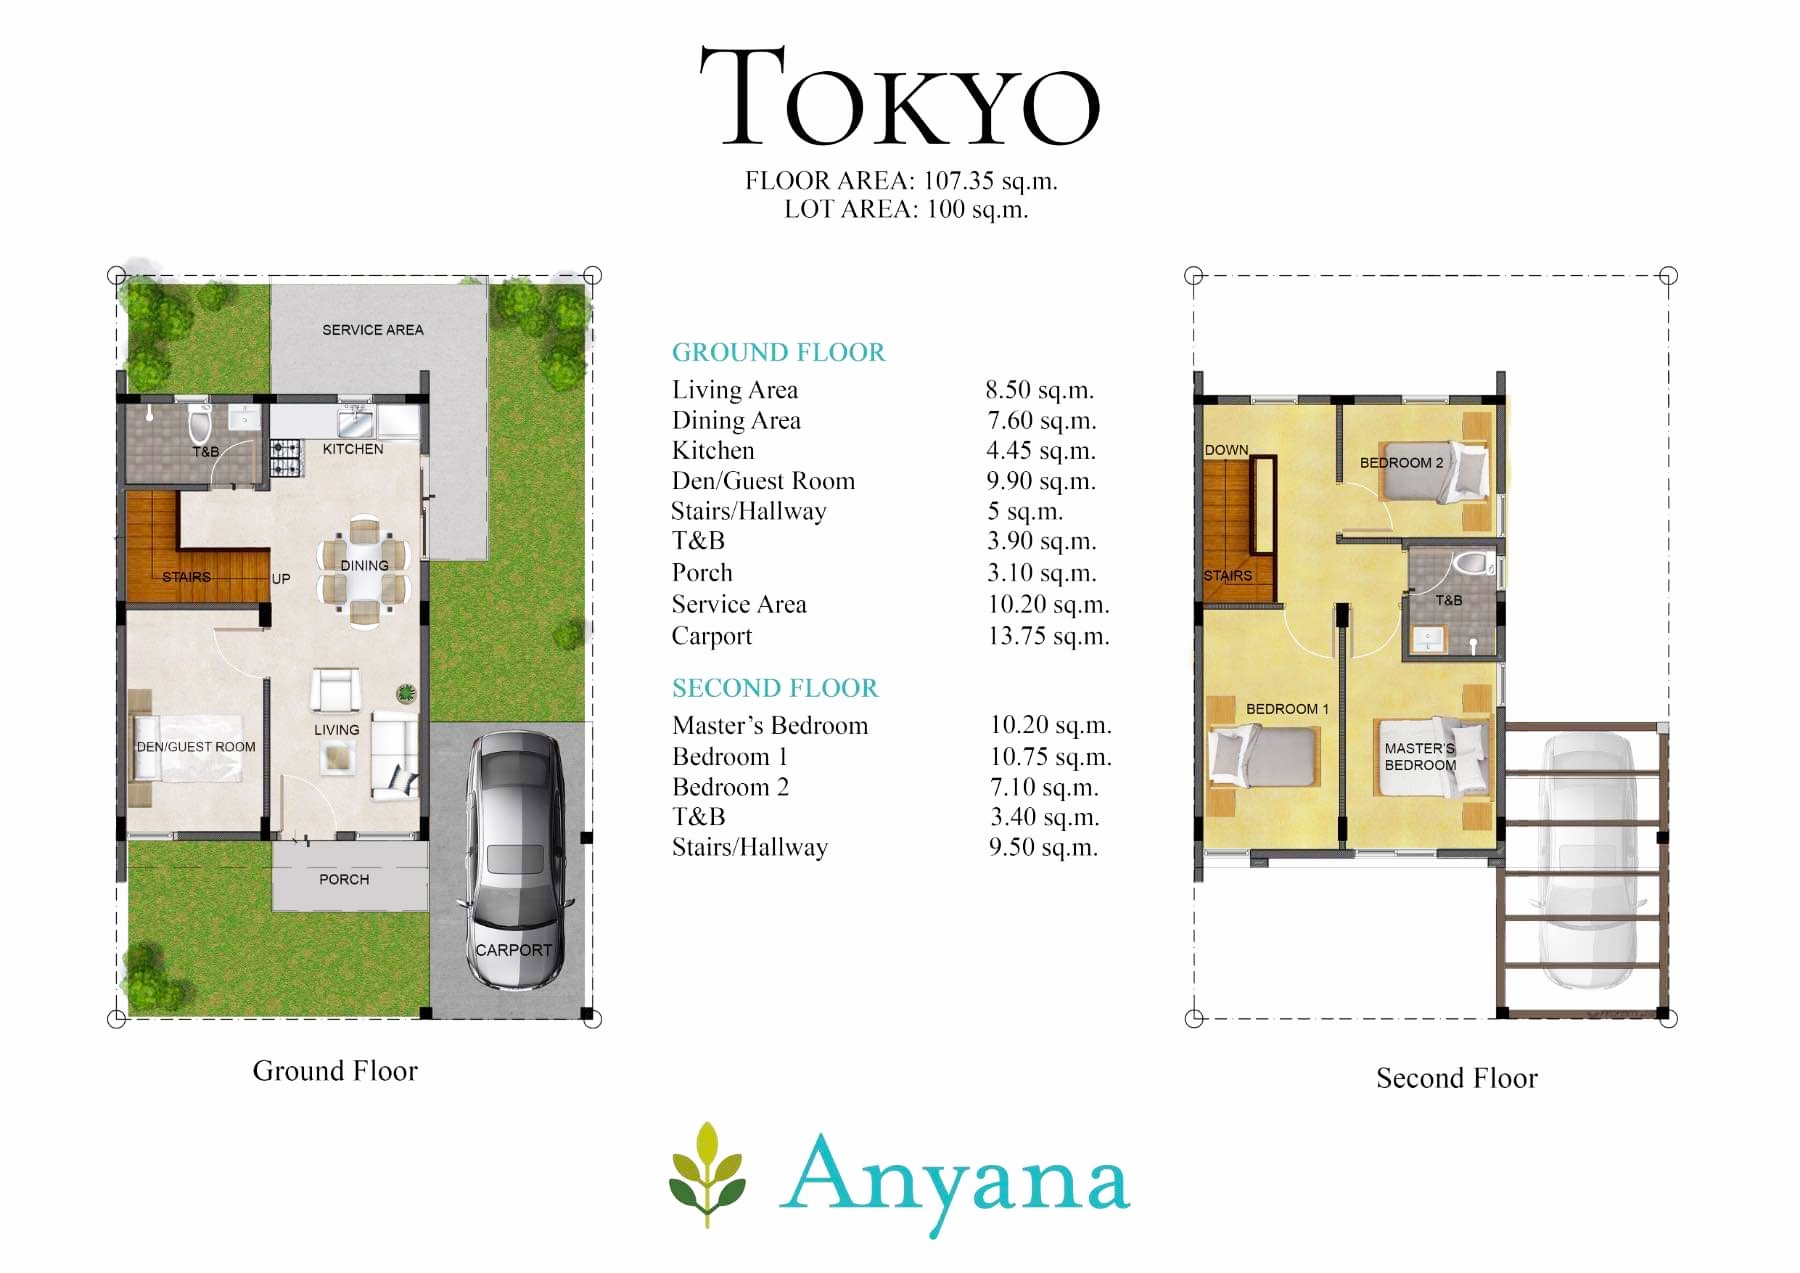 TOKYO
FLOOR AREA: 107.35 sq.m.
LOT AREA: 100 sq.m.
SERVICE AREA
T&B
KITCHEN
STAIRS
UP
DINING
LIVING
DEN/GUEST ROOM
PORCH
CARPORT
Ground Floor
GROUND FLOOR
Living Area 8.50 sq.m.
Dining Area 7.60 sq.m.
Kitchen 4.45 sq.m.
Den/Guest Room 9.90 sq.m.
Stairs/Hallway 5 sq.m.
T&B 3.90 sq.m.
Porch 3.10 sq.m.
Service Area 10.20 sq.m.
Carport 13.75 sq.m.
SECOND FLOOR
Master’s Bedroom 10.20 sq.m.
Bedroom 1 10.75 sq.m.
Bedroom 2 7.10 sq.m.
T&B 3.40 sq.m.
Stairs/Hallway 9.50 sq.m.
DOWN
BEDROOM 2
STAIRS
T&B
BEDROOM 1
MASTER'S
BEDROOM
Second Floor
Anyana